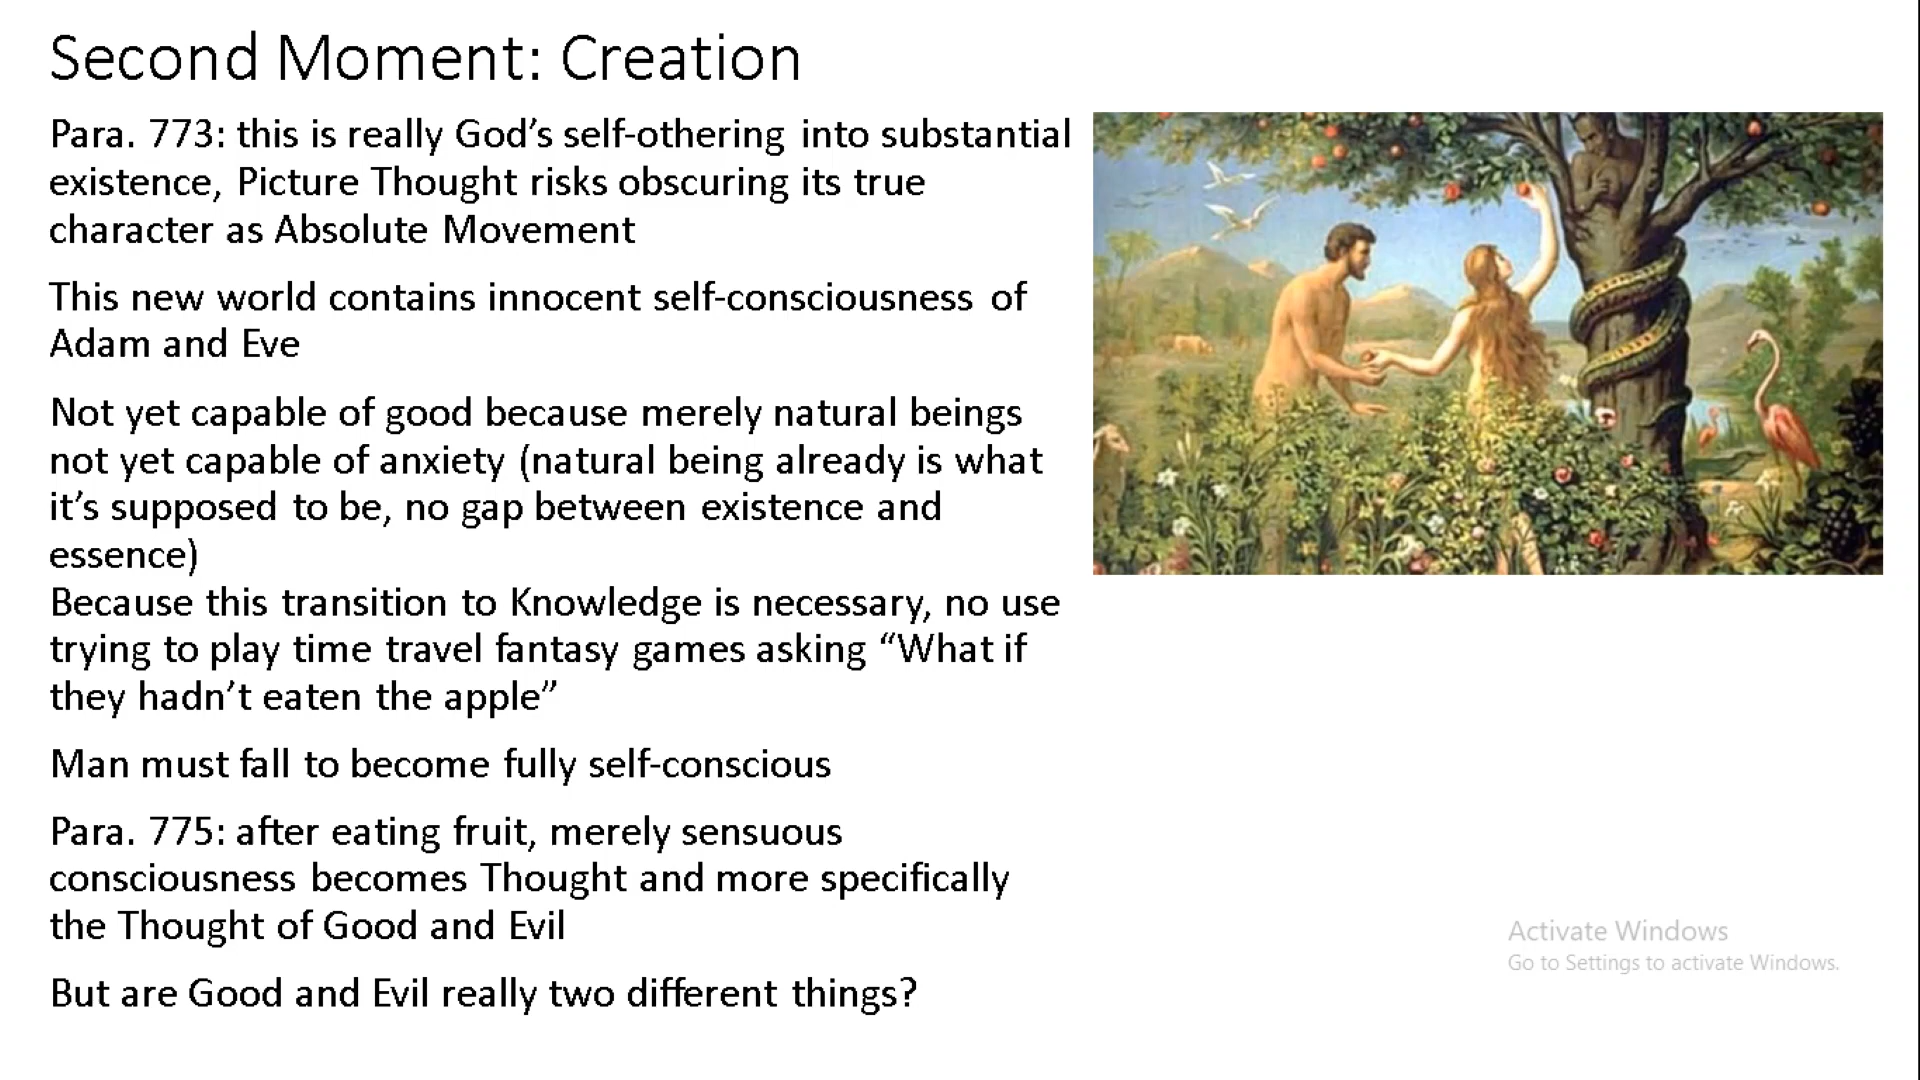 Second Moment: Creation
Para. 773: this is really God’s self-othering into substantial
existence, Picture Thought risks obscuring its true
character as Absolute Movement
This new world contains innocent self-consciousness of
Adam and Eve
Not yet capable of good because merely natural beings
not yet capable of anxiety (natural being already is what
it’s supposed to be, no gap between existence and
essence)
Because this transition to Knowledge is necessary, no use
trying to play time travel fantasy games asking “What if
they hadn’t eaten the apple”
Man must fall to become fully self-conscious
Para. 775: after eating fruit, merely sensuous
consciousness becomes Thought and more specifically
the Thought of Good and Evil
But are Good and Evil really two different things?
Activate Windows
Go to Settings to activate Windows.